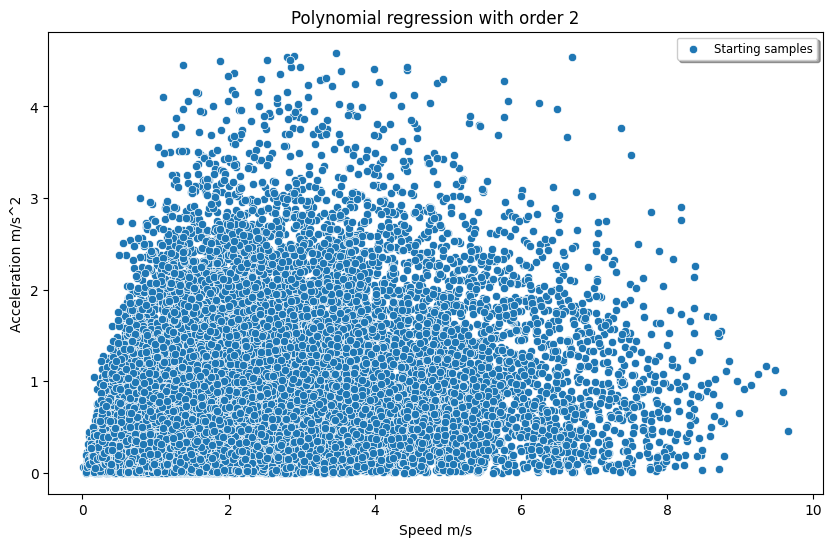 Polynomial regression with order 2
Starting samples
Acceleration m/s^2
4
3
2
1
0
0 2 4 6 8 10
Speed m/s